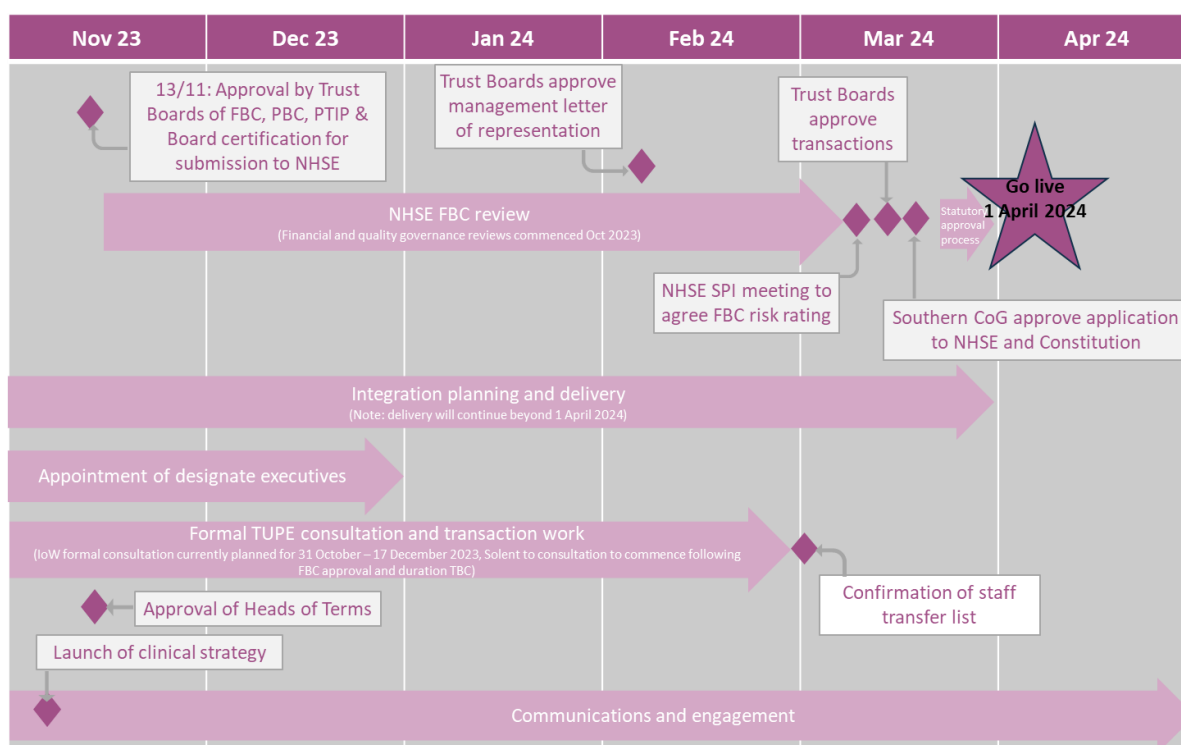 Nov 23
Dec 23
Jan 24
Feb 24
Mar 24
Apr 24
13/11: Approval by Trust
Boards of FBC, PBC, PTIP &
Board certification for
submission to NHSE
Trust Boards approve
management letter
of representation
Trust Boards
approve
transactions
NHSE FBC review
(Financial and quality governance reviews commenced Oct 2023)
Statutory
approval
process
Go live
1 April 2024
NHSE SPI meeting to
agree FBC risk rating
Southern CoG approve application
to NHSE and Constitution
Integration planning and delivery
(Note: delivery will continue beyond 1 April 2024)
Appointment of designate executives
Formal TUPE consultation and transaction work
(IoW formal consultation currently planned for 31 October – 17 December 2023, Solent to consultation to commence following
FBC approval and duration TBC)
Confirmation of staff
transfer list
Approval of Heads of Terms
Launch of clinical strategy
Communications and engagement